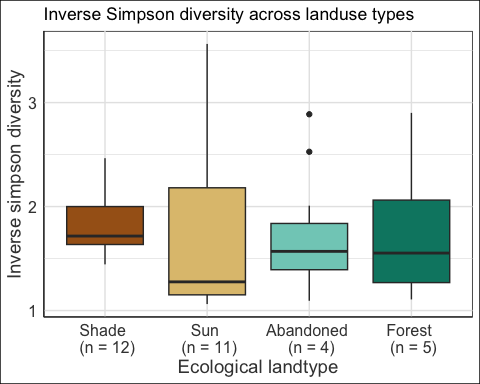 Inverse Simpson diversity across landuse types
Inverse simpson diversity
3
2
1
Shade Sun Abandoned Forest
(n = 12) (n = 11) (n = 4) (n = 5)
Ecological landtype